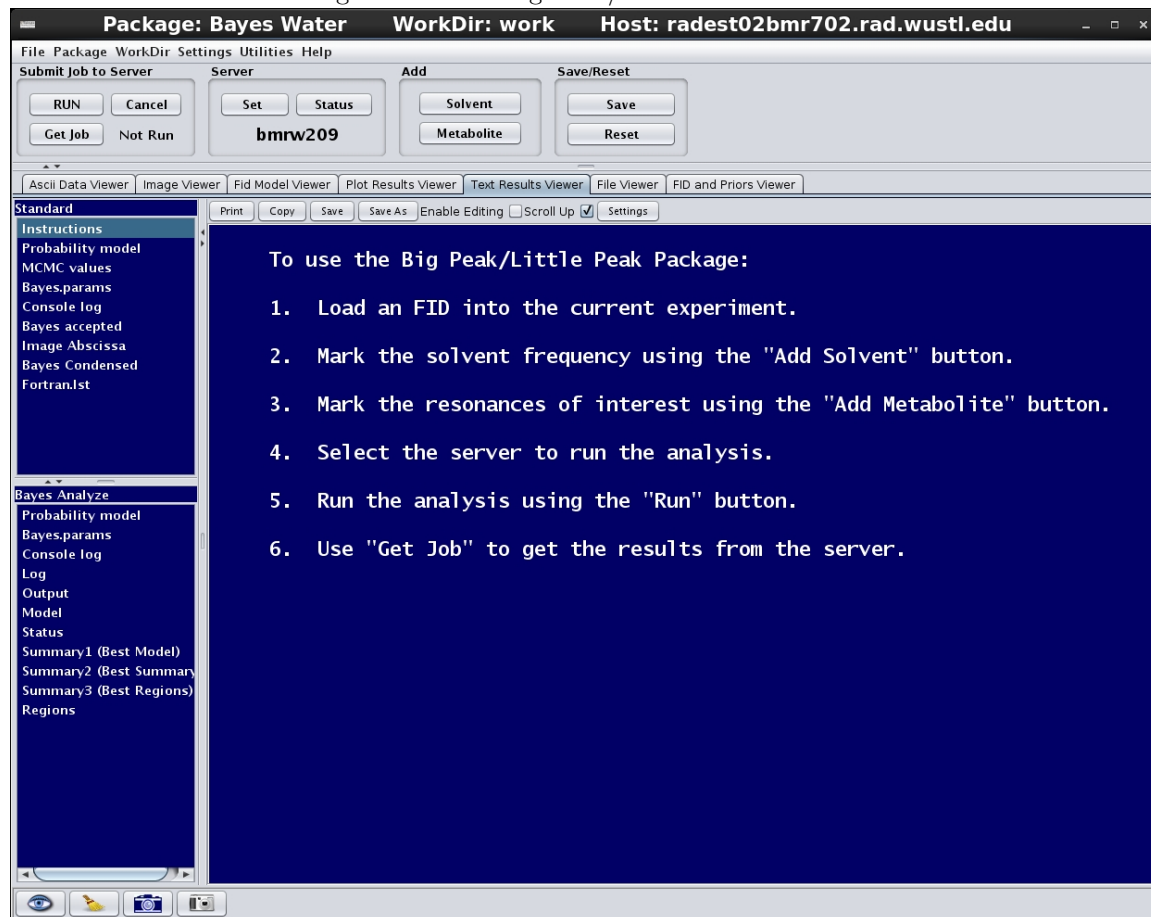 Package: Bayes Water WorkDir: work Host: radest02bmr702.rad.wustl.edu
File Package WorkDir Settings Utilities Help
Submit Job to Server Server Add Save/Reset
RUN Cancel Set Status Solvent Save
Get Job Not Run bmrw209 Metabolite Reset
Ascii Data Viewer Image Viewer Fid Model Viewer Plot Results Viewer Text Results Viewer File Viewer FID and Priors Viewer
Standard
Instructions
Probability model
MCMC values
Bayes.params
Console log
Bayes accepted
Image Abscissa
Bayes Condensed
Fortran.lst
Bayes Analyze
Probability model
Bayes.params
Console log
Log
Output
Model
Status
Summary1 (Best Model)
Summary2 (Best Summary
Summary3 (Best Regions)
Regions
Print Copy Save Save As Enable Editing Scroll Up Settings
To use the Big Peak/Little Peak Package:
1. Load an FID into the current experiment.
2. Mark the solvent frequency using the "Add Solvent" button.
3. Mark the resonances of interest using the "Add Metabolite" button.
4. Select the server to run the analysis.
5. Run the analysis using the "Run" button.
6. Use "Get Job" to get the results from the server.